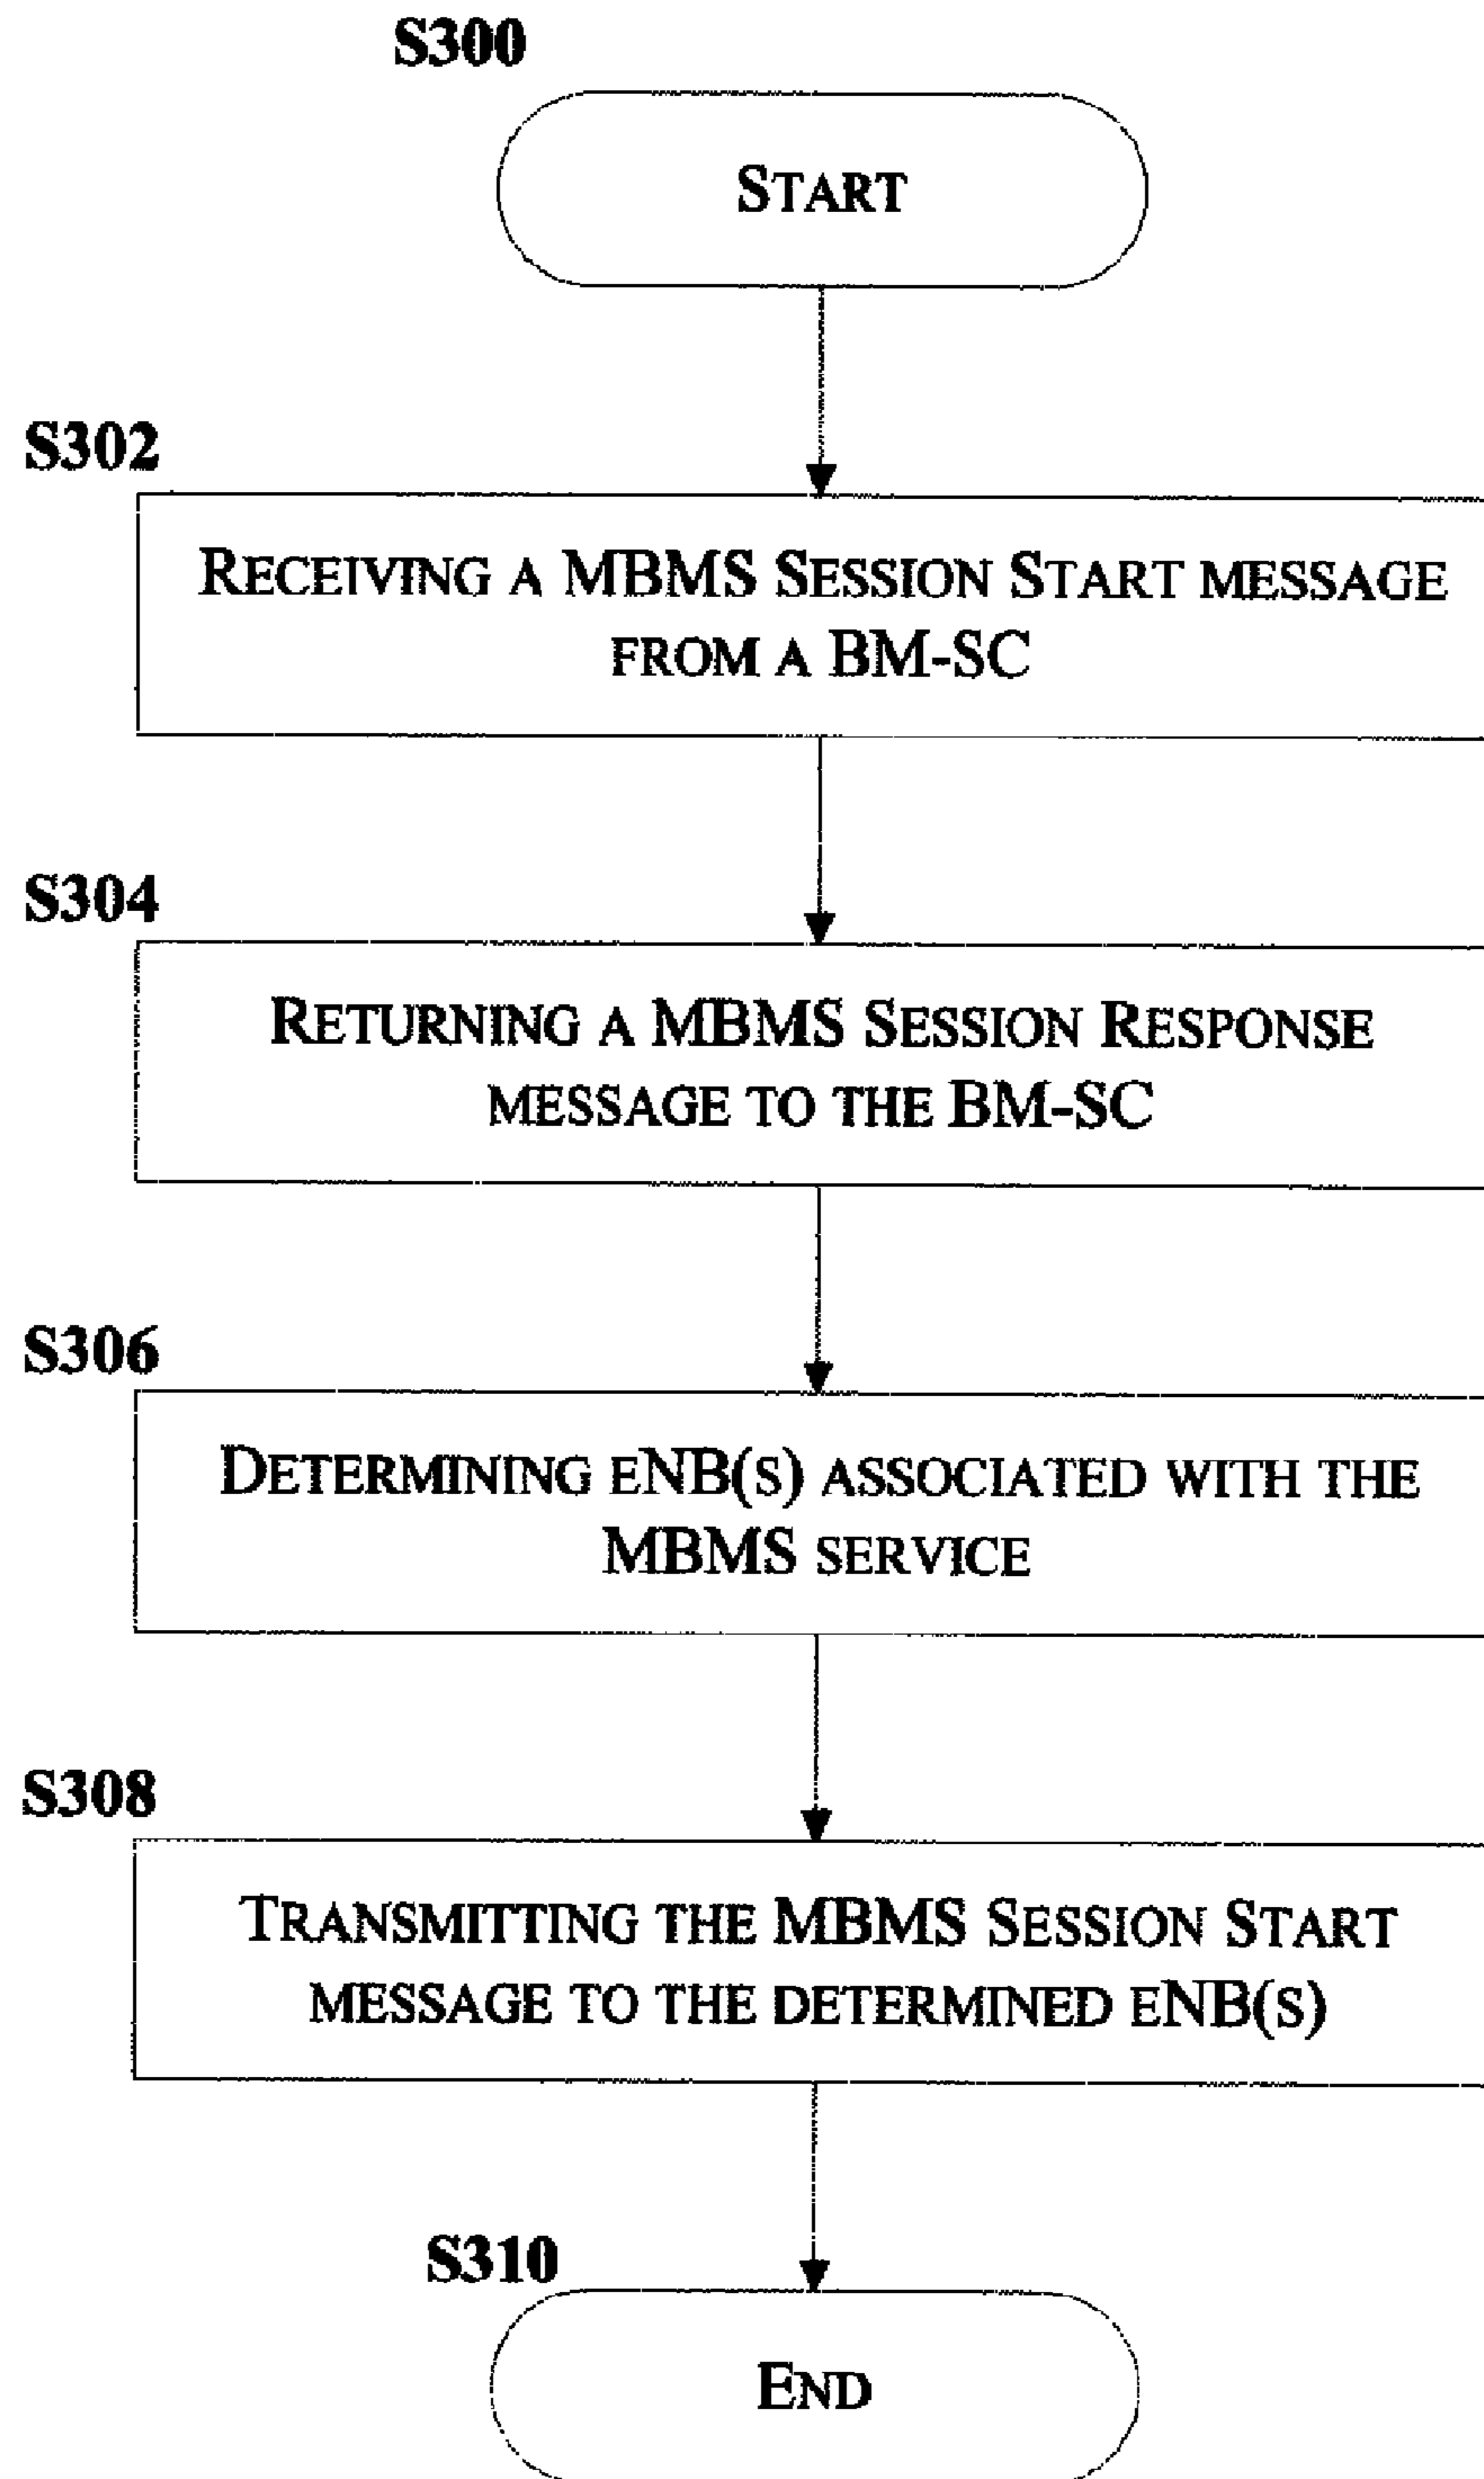 S300
START
S302
RECEIVING A MBMS SESSION START MESSAGE
FROM A BM-SC
S304
RETURNING A MBMS SESSION RESPONSE
MESSAGE TO THE BM-SC
S306
DETERMINING ENB(S) ASSOCIATED WITH THE
MBMS SERVICE
S308
TRANSMITTING THE MBMS SESSION START
MESSAGE TO THE DETERMINED ENB(S)
S310
END